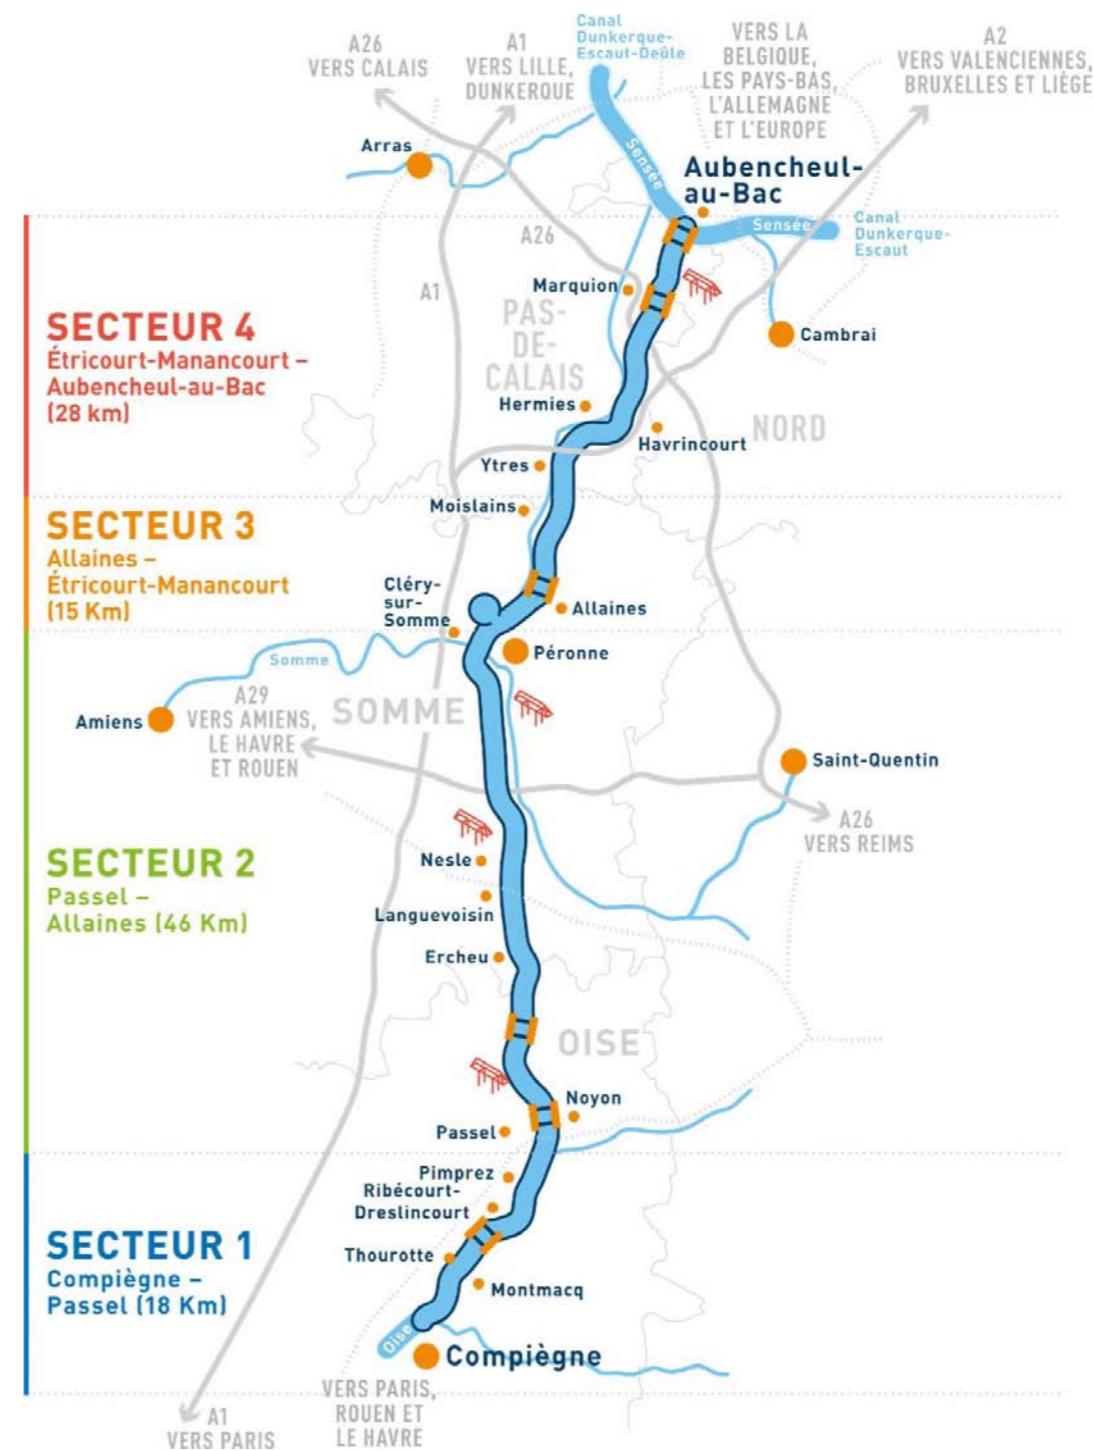 Canal
Dunkerque-
Escaut-Deûle
A26
VERS CALAIS
A1
VERS LILLE,
DUNKERQUE
VERS LA
BELGIQUE,
LES PAYS-BAS,
L'ALLEMAGNE
ET L'EUROPE
A2
VERS VALENCIENNES,
BRUXELLES ET LIÈGE
Arras
Sensée
Aubencheul-
au-Bac
Sensée
Canal
Dunkerque-
Escaut
A26
A1
Marquion
PAS-
DE-
CALAIS
Cambrai
SECTEUR 4
Étricourt-Manancourt –
Aubencheul-au-Bac
(28 km)
Hermies
Havrincourt
NORD
Ytres
Moislains
SECTEUR 3
Allaines –
Étricourt-Manancourt
(15 Km)
Cléry-
sur-
Somme
Allaines
Péronne
Somme
Amiens
A29
VERS AMIENS,
LE HAVRE
ET ROUEN
SOMME
Saint-Quentin
A26
VERS REIMS
SECTEUR 2
Passel –
Allaines (46 Km)
Nesle
Languevoisin
Ercheu
OISE
Noyon
Passel
Pimprez
Ribécourt-
Dreslincourt
Thourotte
Montmacq
SECTEUR 1
Compiègne –
Passel (18 Km)
Oise
Compiègne
VERS PARIS,
ROUEN ET
LE HAVRE
A1
VERS PARIS